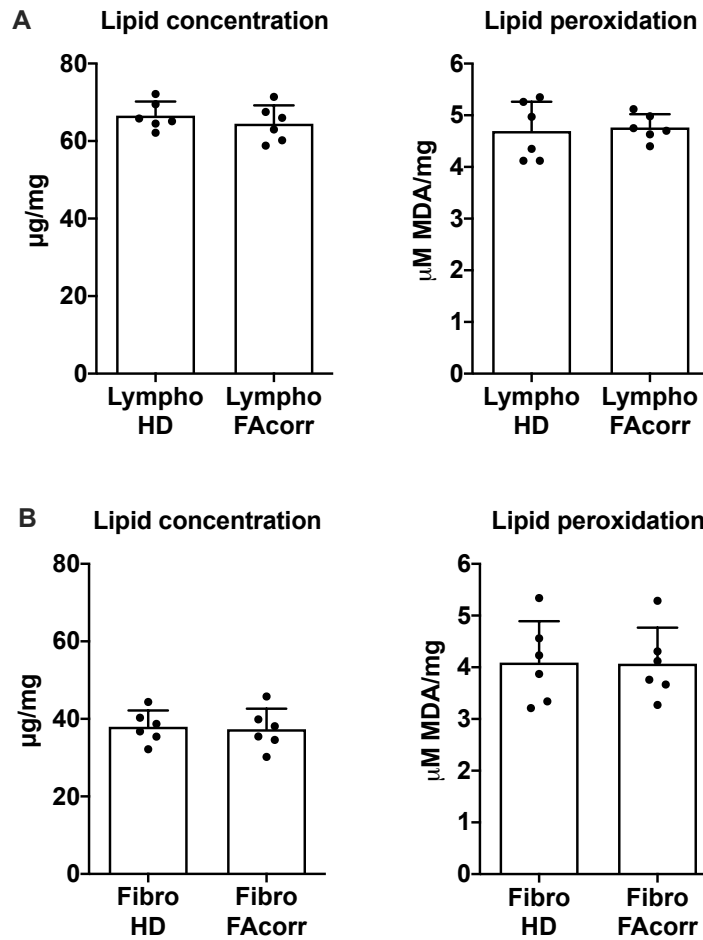 A
Lipid concentration
80
60
40
20
0
µg/mg
Lympho
HD
Lympho
FAcorr
Lipid peroxidation
6
5
4
3
2
1
0
µM MDA/mg
Lympho
HD
Lympho
FAcorr
B
Lipid concentration
80
60
40
20
0
µg/mg
Fibro
HD
Fibro
FAcorr
Lipid peroxidation
6
5
4
3
2
1
0
µM MDA/mg
Fibro
HD
Fibro
FAcorr